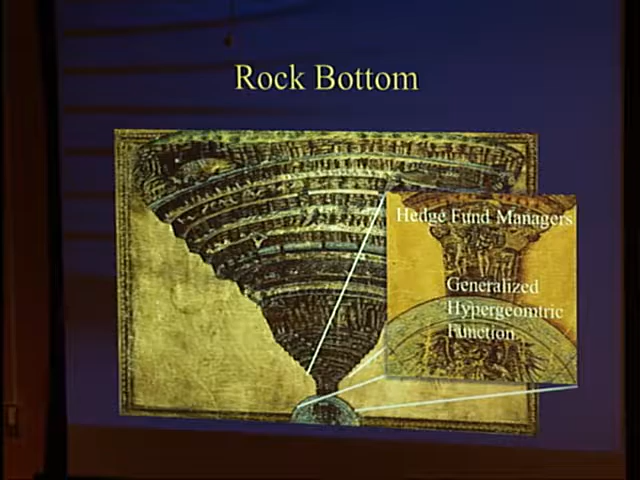 Rock Bottom
Hedge Fund Managers
Generalized
Hypergeomtric
Function